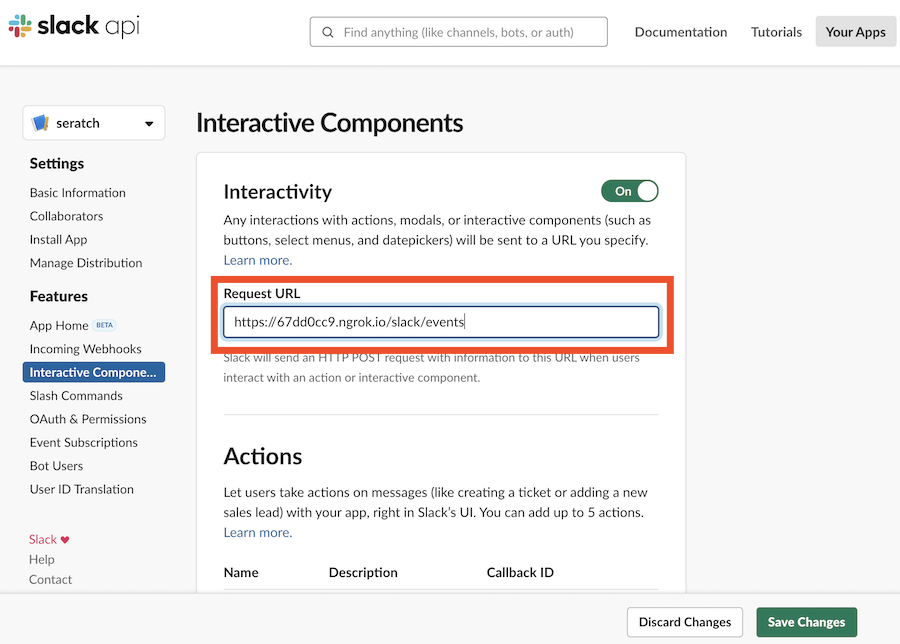 slack api
Find anything (like channels, bots, or auth)
Documentation
Tutorials
Your Apps
seratch
Settings
Basic Information
Collaborators
Install App
Manage Distribution
Features
App Home BETA
Incoming Webhooks
Interactive Compone...
Slash Commands
OAuth & Permissions
Event Subscriptions
Bot Users
User ID Translation
Slack ♥
Help
Contact
Interactive Components
Interactivity
On
Any interactions with actions, modals, or interactive components (such as
buttons, select menus, and datepickers) will be sent to a URL you specify.
Learn more.
Request URL
https://67dd0cc9.ngrok.io/slack/events
Slack will send an HTTP POST request with information to this URL when users
interact with an action or interactive component.
Actions
Let users take actions on messages (like creating a ticket or adding a new
sales lead) with your app, right in Slack's UI. You can add up to 5 actions.
Learn more.
Name Description Callback ID
Discard Changes
Save Changes